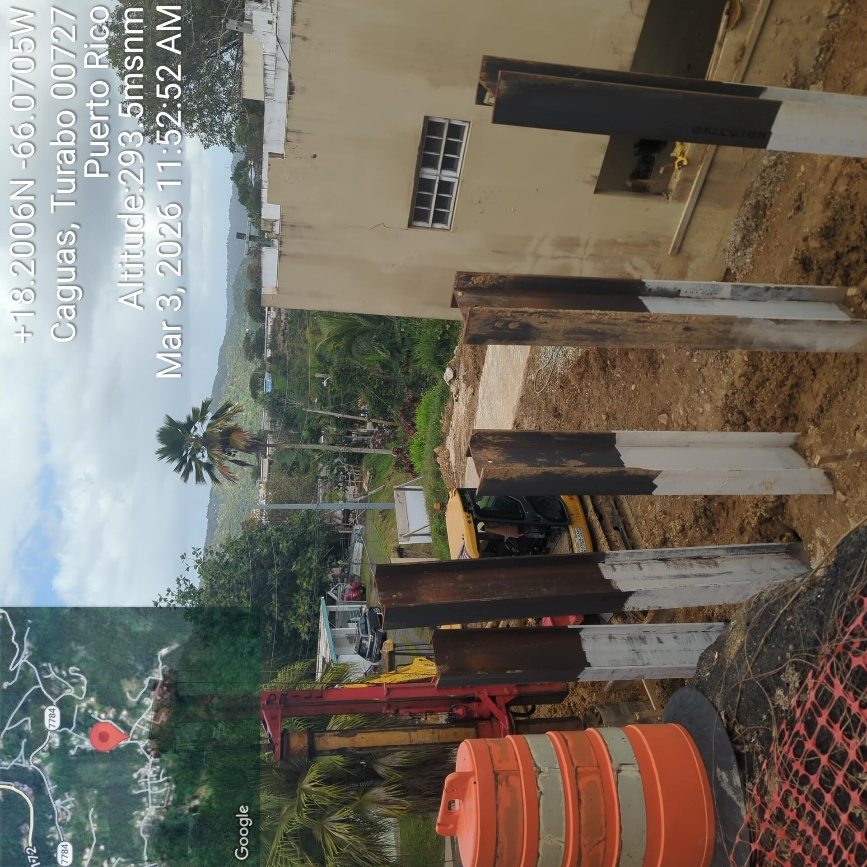 +18.2006N -66.0705W
Caguas, Turabo 00727
Puerto Rico
Altitude:293.5msnm
Mar 3, 2026 11:52:52 AM
7784
7784
Google